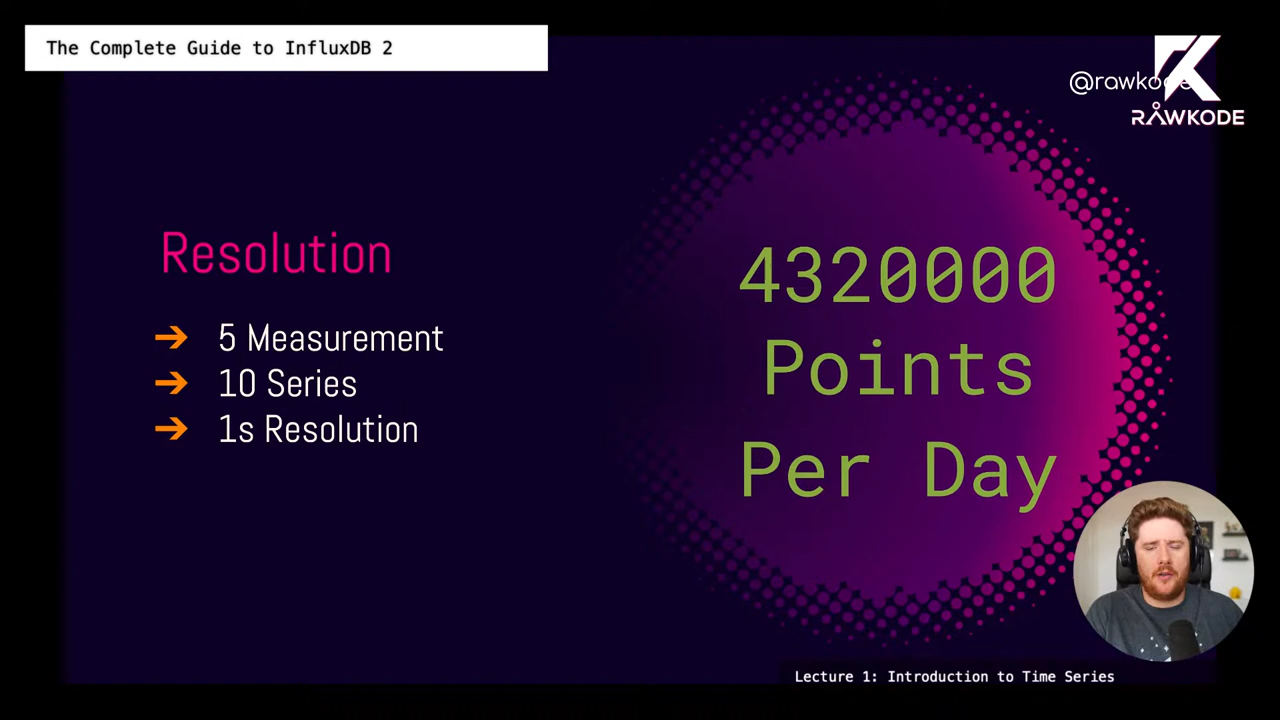 The Complete Guide to InfluxDB 2
@rawkode
RAWKODE
Resolution
➔ 5 Measurement
➔ 10 Series
➔ 1s Resolution
4320000
Points
Per Day
Lecture 1: Introduction to Time Series